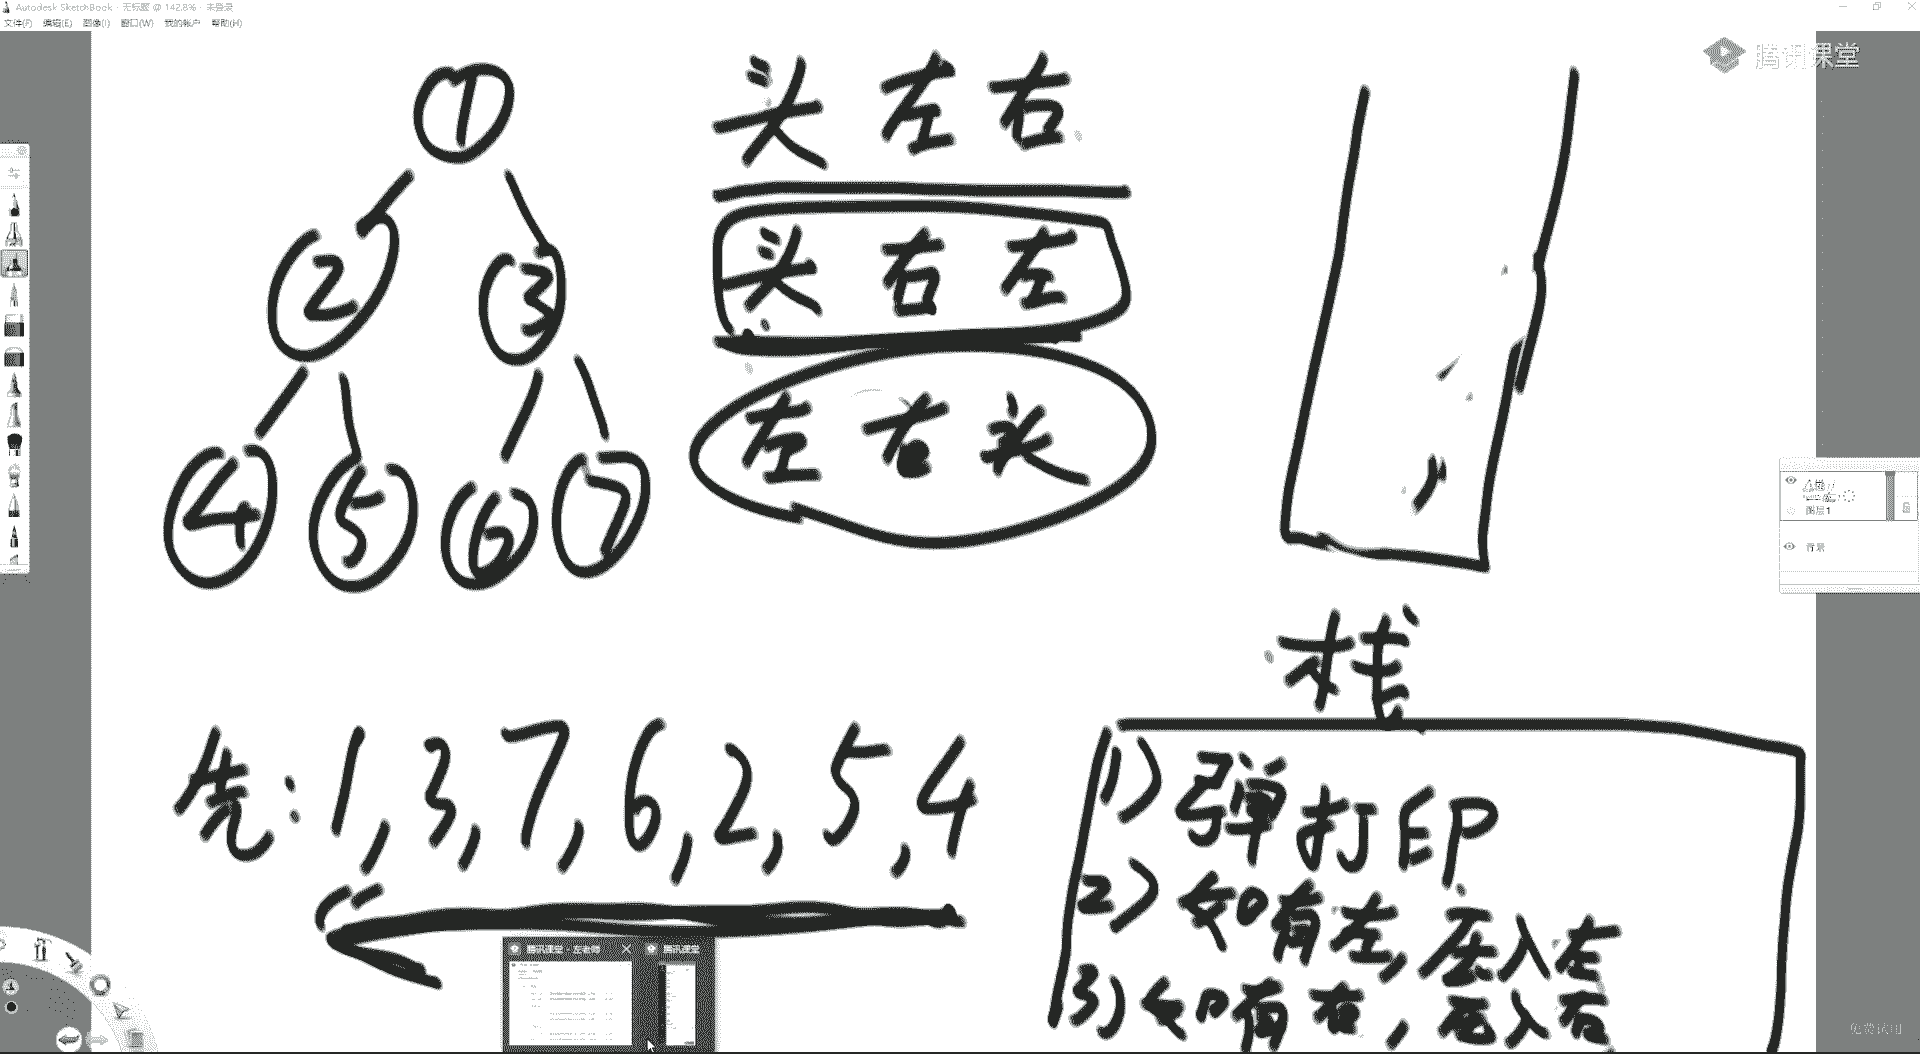 Autodesk SketchBook - 无标题 @ 142.8% - 未登录
文件(F) 编辑(E) 图像(I) 窗口(W) 我的帐户 帮助(H)
腾讯课堂
1
2 3
4 5 6 7
头 左 右
头 右 左
左 右 头
图层1
背景
栈
先: 1, 3, 7, 6, 2, 5, 4
1) 弹打印
2) 如有左, 压入左
3) 如有右, 压入右
腾讯课堂 - 左老师 腾讯课堂
免费试用